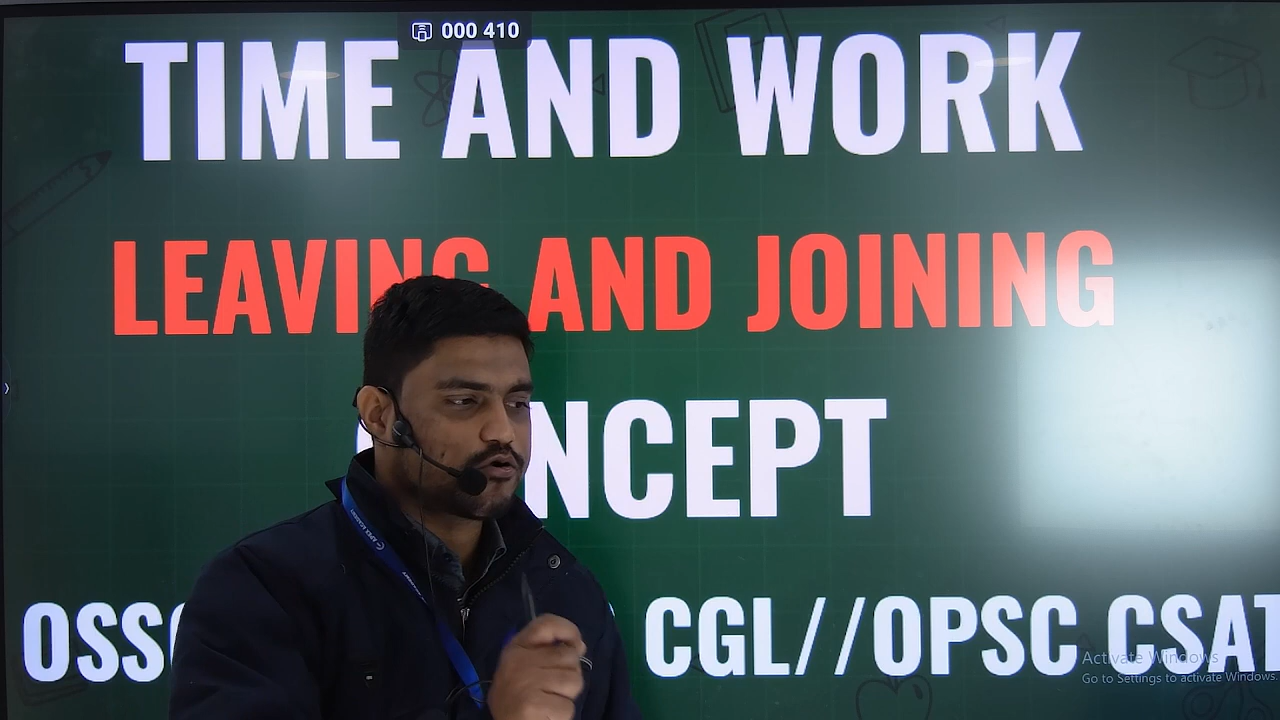 000 410
TIME AND WORK
LEAVING AND JOINING
NCEPT
OSSC CGL//OPSC CSAT
Activate Windows
Go to Settings to activate Windows.